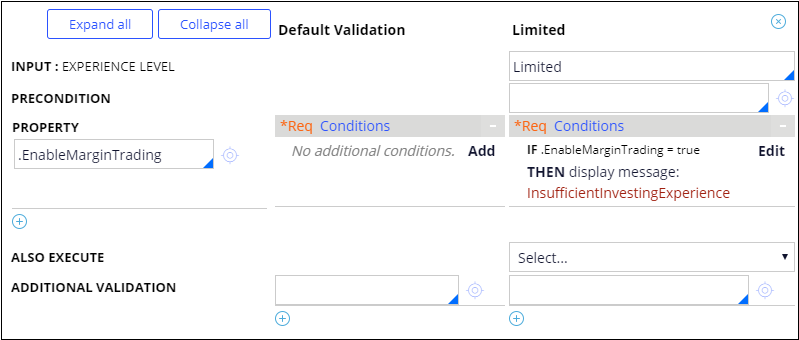 Expand all Collapse all Default Validation Limited
INPUT : EXPERIENCE LEVEL Limited
PRECONDITION
PROPERTY *Req Conditions *Req Conditions
.EnableMarginTrading No additional conditions. Add IF .EnableMarginTrading = true Edit
THEN display message:
InsufficientInvestingExperience
ALSO EXECUTE Select...
ADDITIONAL VALIDATION